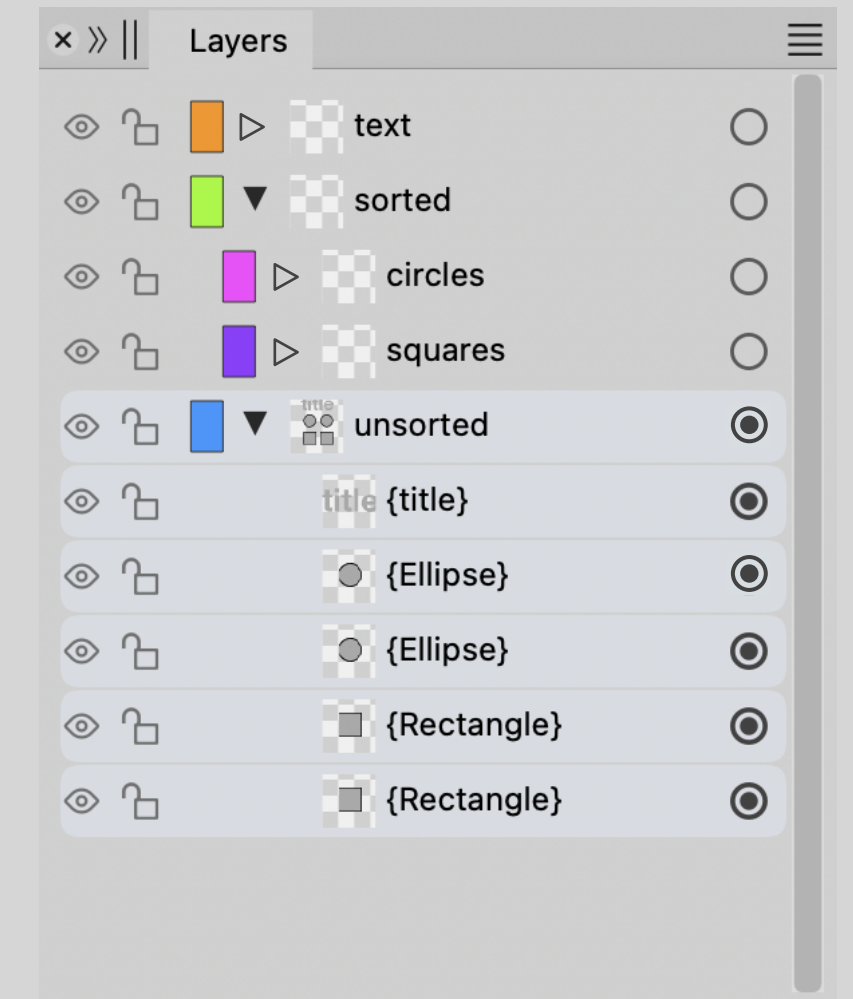 Layers
text
sorted
circles
squares
title
unsorted
title {title}
{Ellipse}
{Ellipse}
{Rectangle}
{Rectangle}